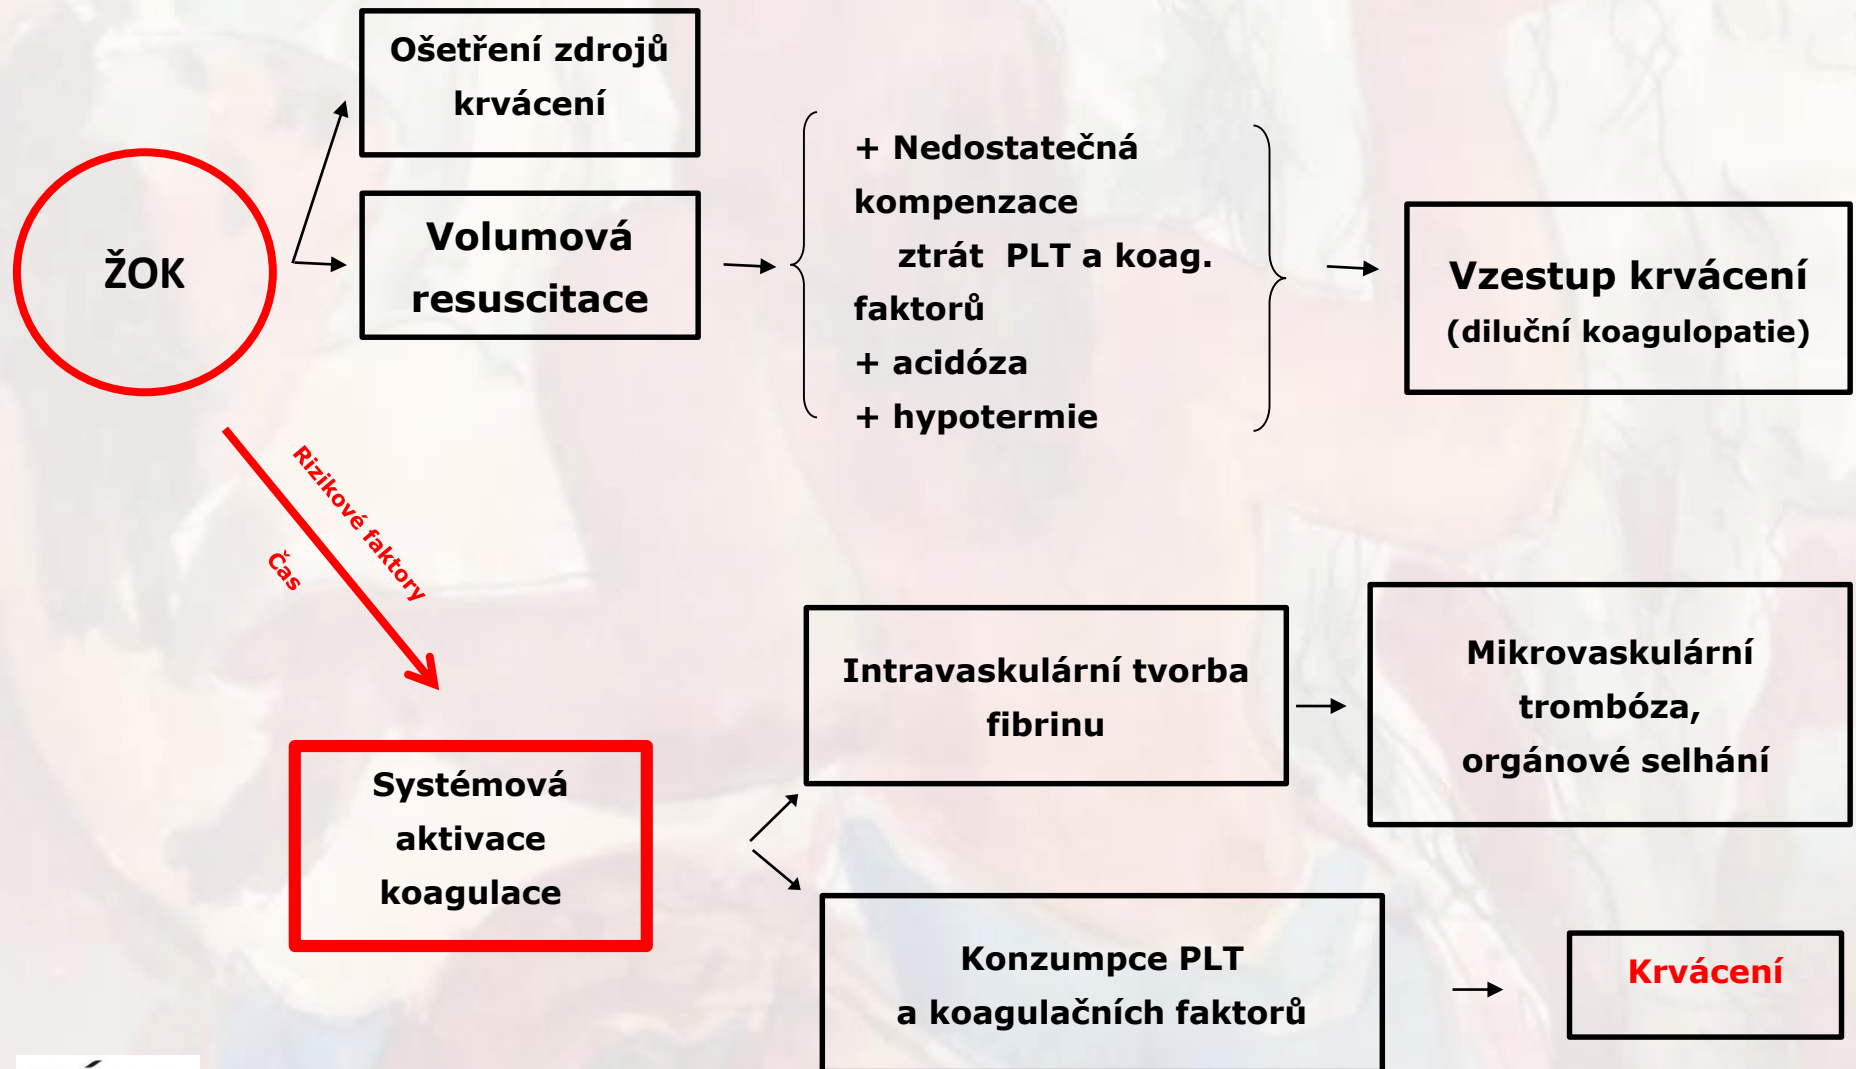 Ošetření zdrojů
krvácení
ŽOK
Volumová
resuscitace
+ Nedostatečná
kompenzace
ztrát PLT a koag.
faktorů
+ acidóza
+ hypotermie
Vzestup krvácení
(diluční koagulopatie)
Rizikové faktory
Čas
Systémová
aktivace
koagulace
Intravaskulární tvorba
fibrinu
Mikrovaskulární
trombóza,
orgánové selhání
Konzumpce PLT
a koagulačních faktorů
Krvácení